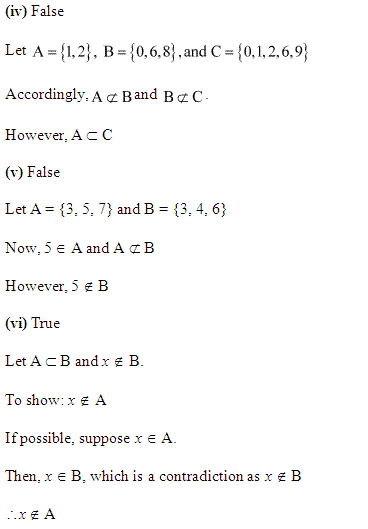 (iv) False
Let A = {1,2}, B = {0,6,8}, and C = {0,1,2,6,9}
Accordingly, A ⊄ B and B ⊄ C.
However, A ⊂ C
(v) False
Let A = {3, 5, 7} and B = {3, 4, 6}
Now, 5 ∈ A and A ⊄ B
However, 5 ∉ B
(vi) True
Let A ⊂ B and x ∉ B.
To show: x ∉ A
If possible, suppose x ∈ A.
Then, x ∈ B, which is a contradiction as x ∉ B
∴x ∉ A